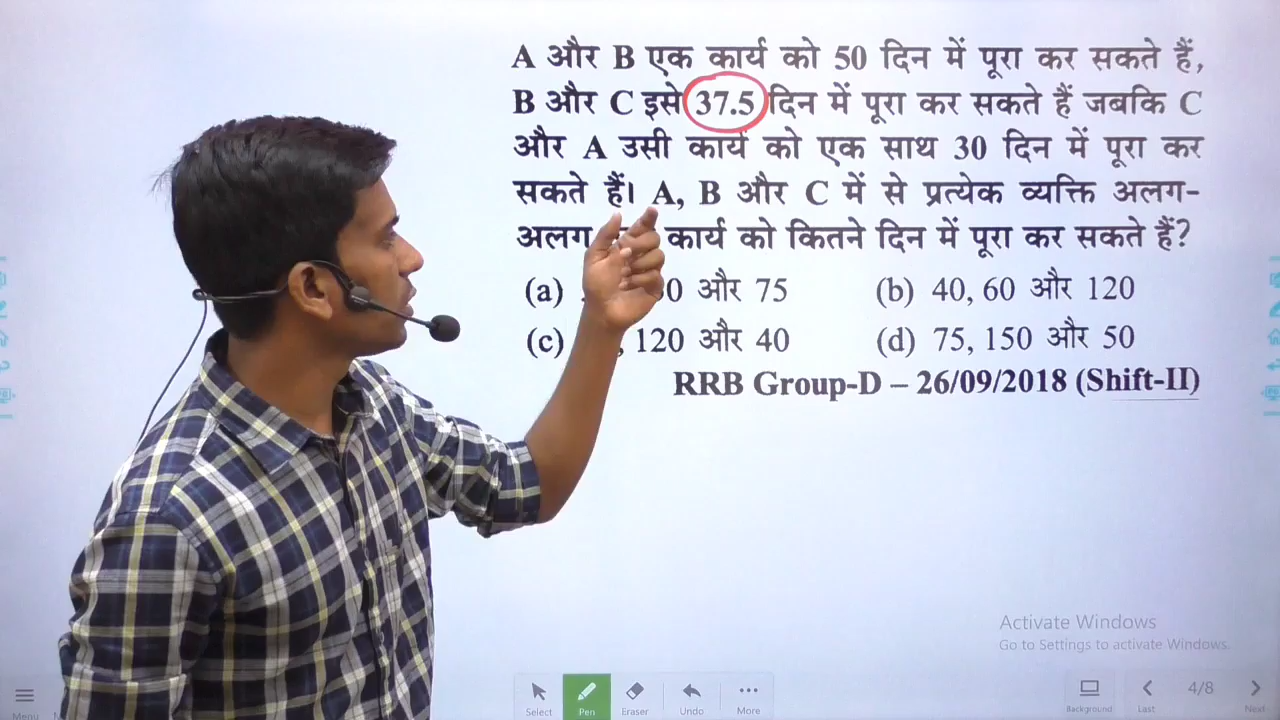 A और B एक कार्य को 50 दिन में पूरा कर सकते हैं,
B और C इसे 37.5 दिन में पूरा कर सकते हैं जबकि C
और A उसी कार्य को एक साथ 30 दिन में पूरा कर
सकते हैं। A, B और C में से प्रत्येक व्यक्ति अलग-
अलग कार्य को कितने दिन में पूरा कर सकते हैं?
(a) और 75 (b) 40, 60 और 120
(c) 120 और 40 (d) 75, 150 और 50
RRB Group-D – 26/09/2018 (Shift-II)
Activate Windows
Go to Settings to activate Windows.
Menu Select Pen Eraser Undo More Background Last 4/8 Next